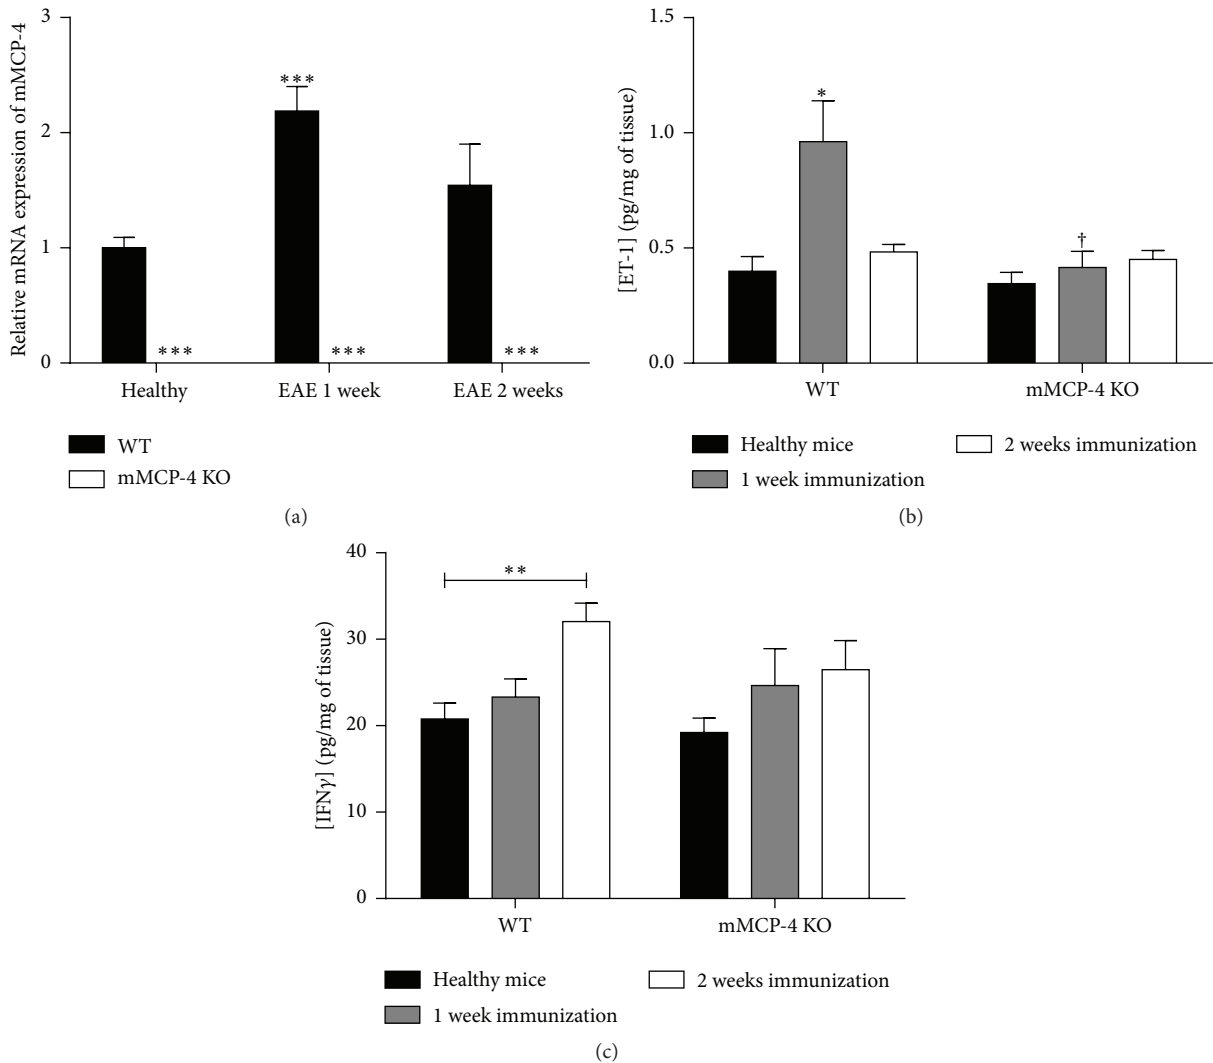 Relative mRNA expression of mMCP-4
3
2
1
0
***
***
***
***
Healthy
EAE 1 week
EAE 2 weeks
WT
mMCP-4 KO
(a)
[ET-1] (pg/mg of tissue)
1.5
1.0
0.5
0.0
*
†
WT
mMCP-4 KO
Healthy mice
1 week immunization
2 weeks immunization
(b)
[IFNγ] (pg/mg of tissue)
40
30
20
10
0
**
WT
mMCP-4 KO
Healthy mice
1 week immunization
2 weeks immunization
(c)